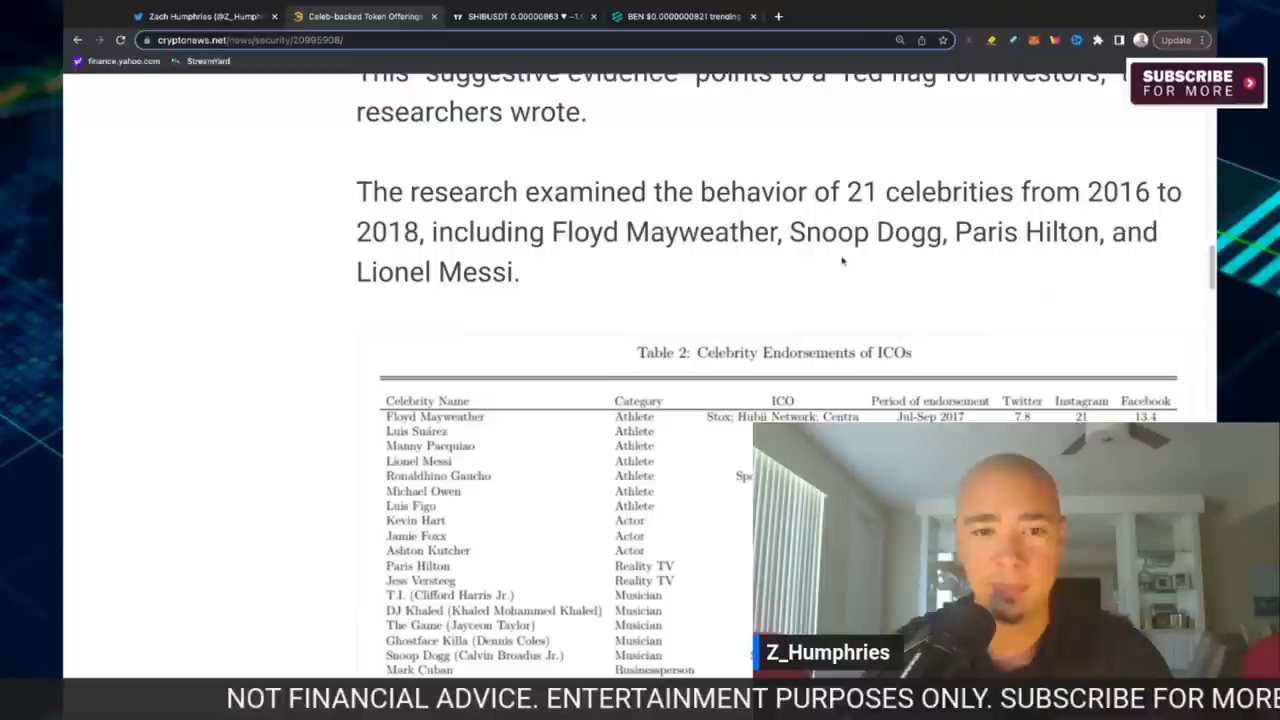 Zach Humphries (@Z_Humph
Celeb-backed Token Offerings
SHIBUSDT 0.00000863 ▼ −1.
BEN $0.0000000821 trending
cryptonews.net/news/security/20995908/
Update
finance.yahoo.com
StreamYard
SUBSCRIBE
FOR MORE
This "suggestive evidence" points to a "red flag for investors,"
researchers wrote.
The research examined the behavior of 21 celebrities from 2016 to
2018, including Floyd Mayweather, Snoop Dogg, Paris Hilton, and
Lionel Messi.
Table 2: Celebrity Endorsements of ICOs
Celebrity Name Category ICO Period of endorsement Twitter Instagram Facebook
Floyd Mayweather Athlete Stox; Hubii Network; Centra Jul-Sep 2017 7.8 21 13.4
Luis Suárez Athlete
Manny Pacquiao Athlete
Lionel Messi Athlete
Ronaldhino Gaucho Athlete Spe
Michael Owen Athlete
Luis Figo Athlete
Kevin Hart Actor
Jamie Foxx Actor
Ashton Kutcher Actor
Paris Hilton Reality TV
Jess Versteeg Reality TV
T.I. (Clifford Harris Jr.) Musician
DJ Khaled (Khaled Mohammed Khaled) Musician
The Game (Jayceon Taylor) Musician
Ghostface Killa (Dennis Coles) Musician
Snoop Dogg (Calvin Broadus Jr.) Musician
Mark Cuban Businessperson
Z_Humphries
NOT FINANCIAL ADVICE. ENTERTAINMENT PURPOSES ONLY. SUBSCRIBE FOR MORE